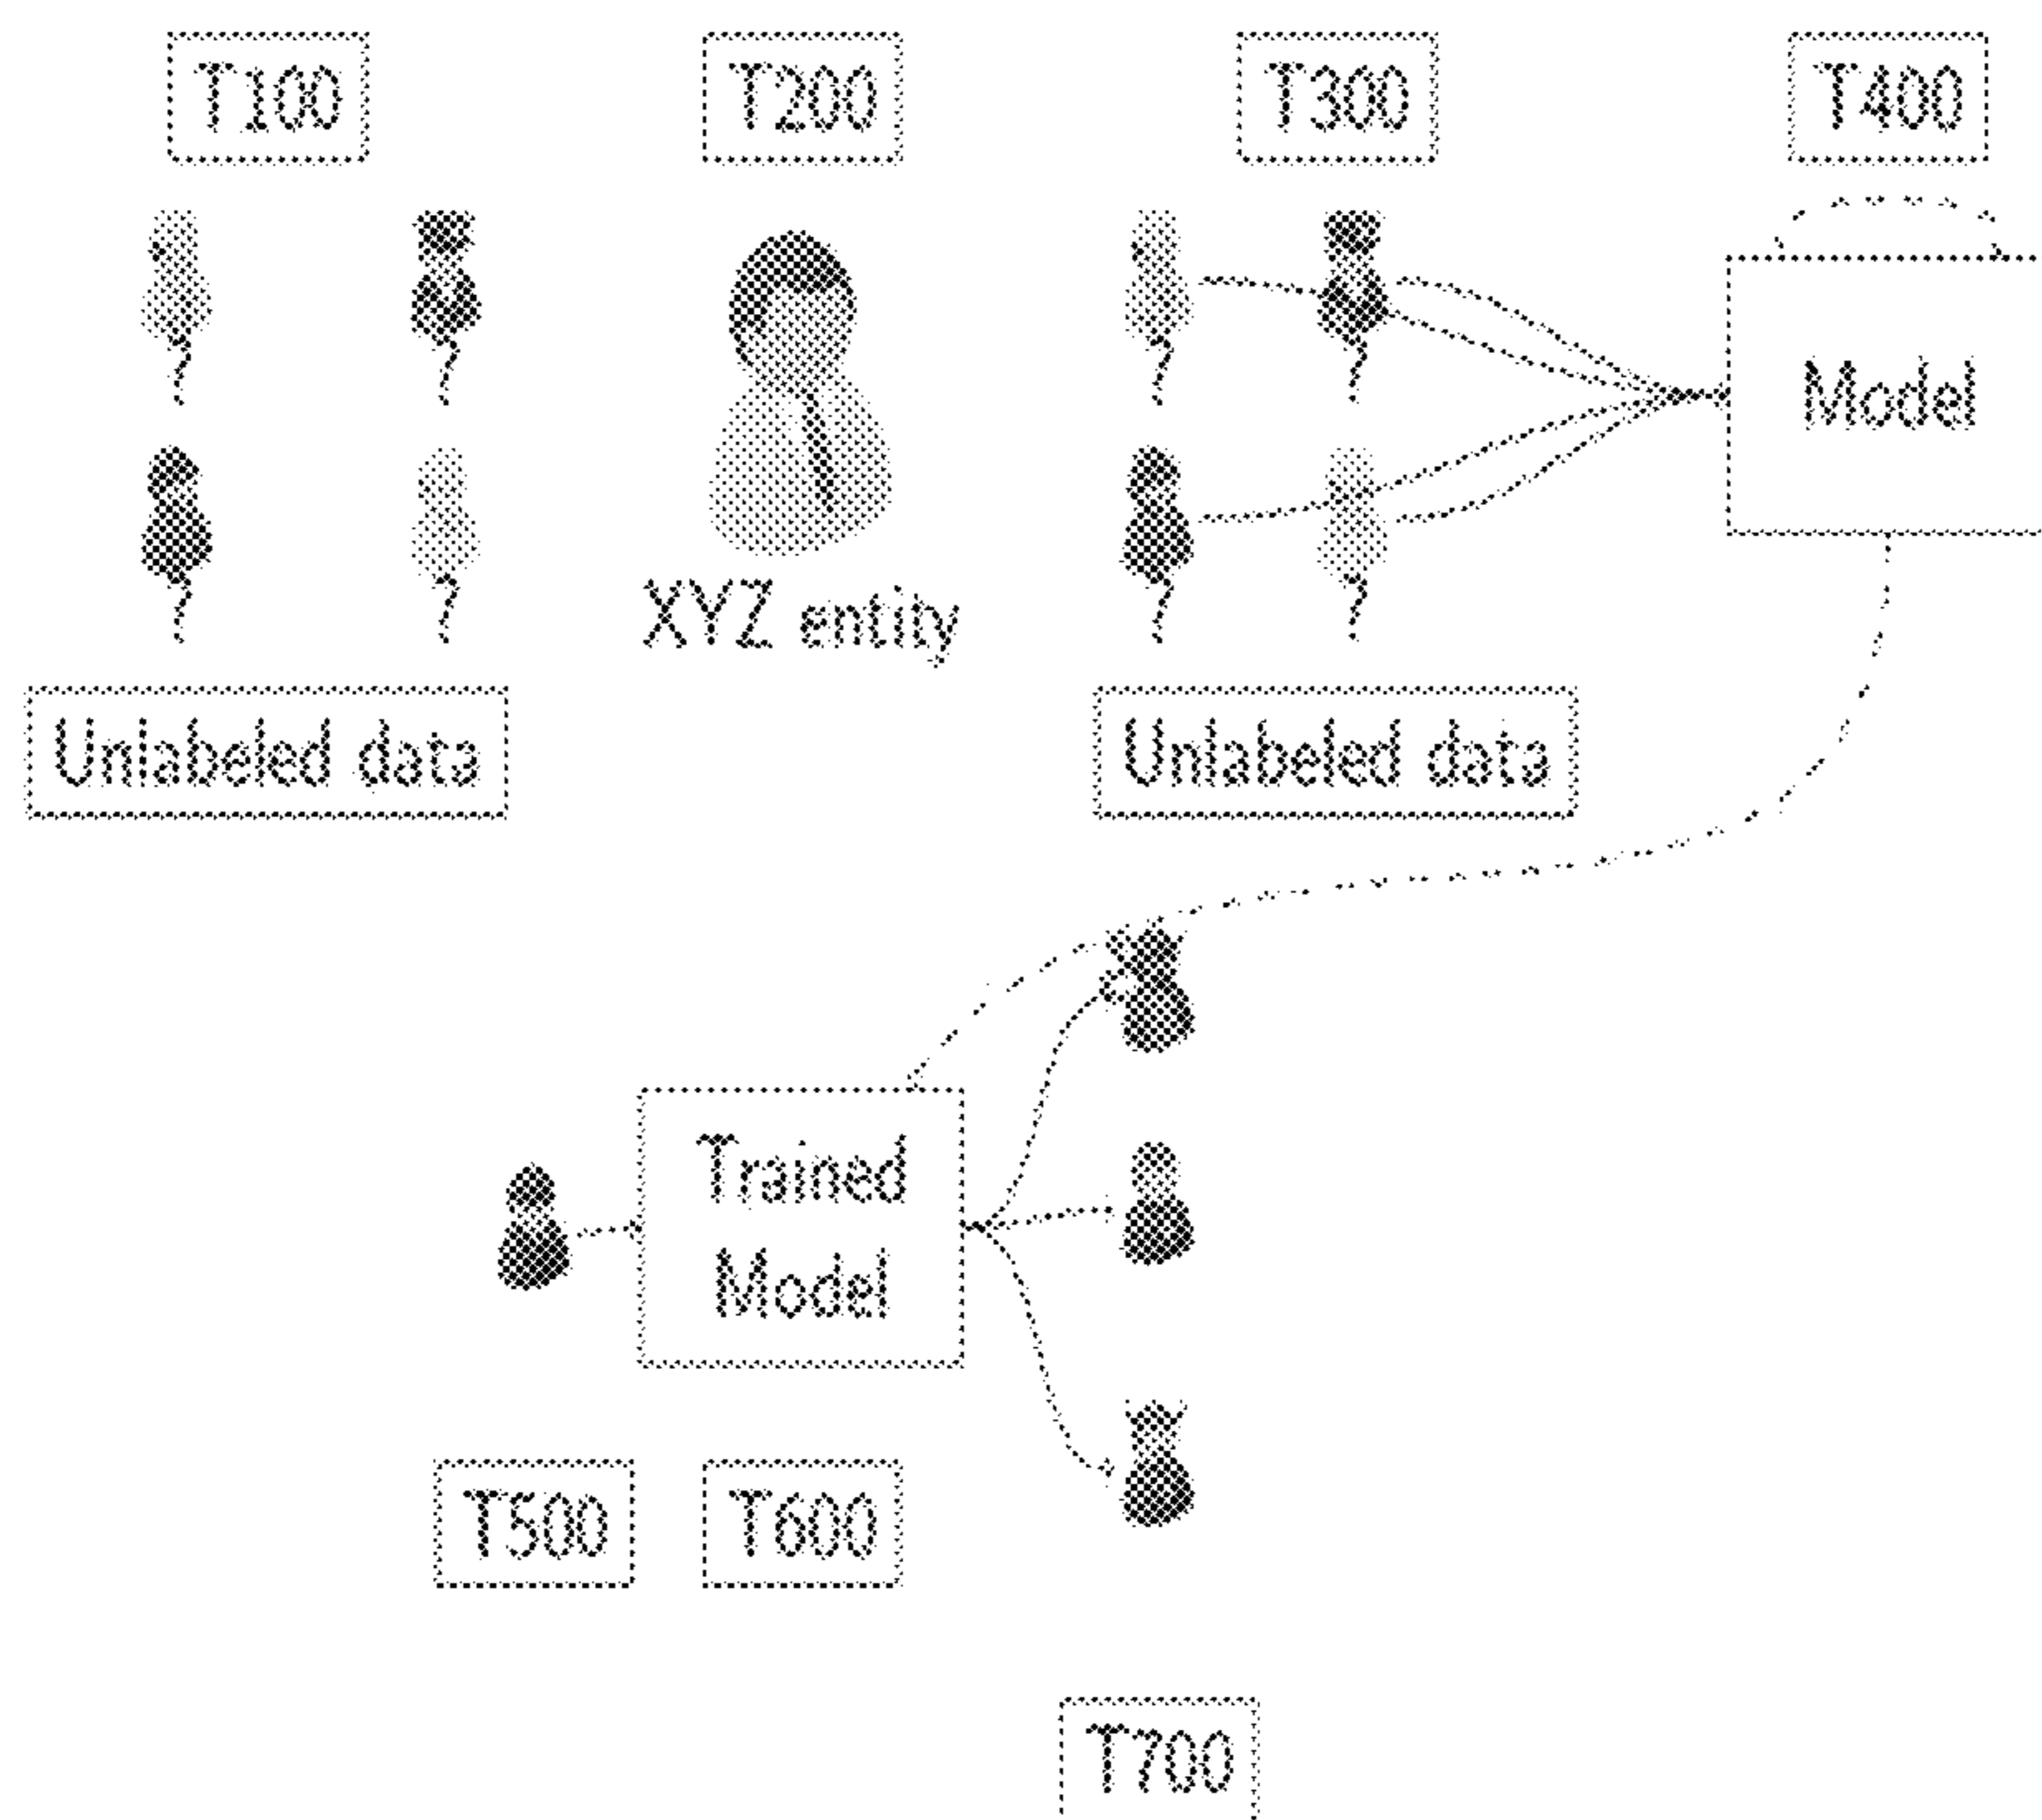 T100
T200
T300
T400
Model
XYZ entity
Unlabeled data
Unlabeled data
Trained
Model
T500
T600
T700